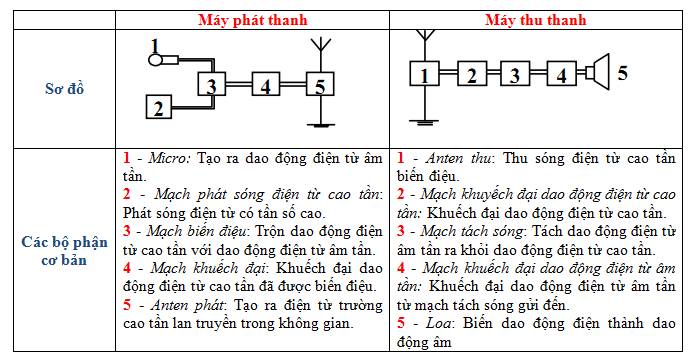 Máy phát thanh
Máy thu thanh
Sơ đồ
1
2
3
4
5
1
2
3
4
5
Các bộ phận
cơ bản
1 - Micro: Tạo ra dao động điện từ âm
tần.
2 - Mạch phát sóng điện từ cao tần:
Phát sóng điện từ có tần số cao.
3 - Mạch biến điệu: Trộn dao động điện
từ cao tần với dao động điện từ âm tần.
4 - Mạch khuếch đại: Khuếch đại dao
động điện từ cao tần đã được biến điệu.
5 - Anten phát: Tạo ra điện từ trường
cao tần lan truyền trong không gian.
1 - Anten thu: Thu sóng điện từ cao tần
biến điệu.
2 - Mạch khuyếch đại dao động điện từ cao
tần: Khuếch đại dao động điện từ cao tần.
3 - Mạch tách sóng: Tách dao động điện từ
âm tần ra khỏi dao động điện từ cao tần.
4 - Mạch khuếch đại dao động điện từ âm
tần: Khuếch đại dao động điện từ âm tần
từ mạch tách sóng gửi đến.
5 - Loa: Biến dao động điện thành dao
động âm